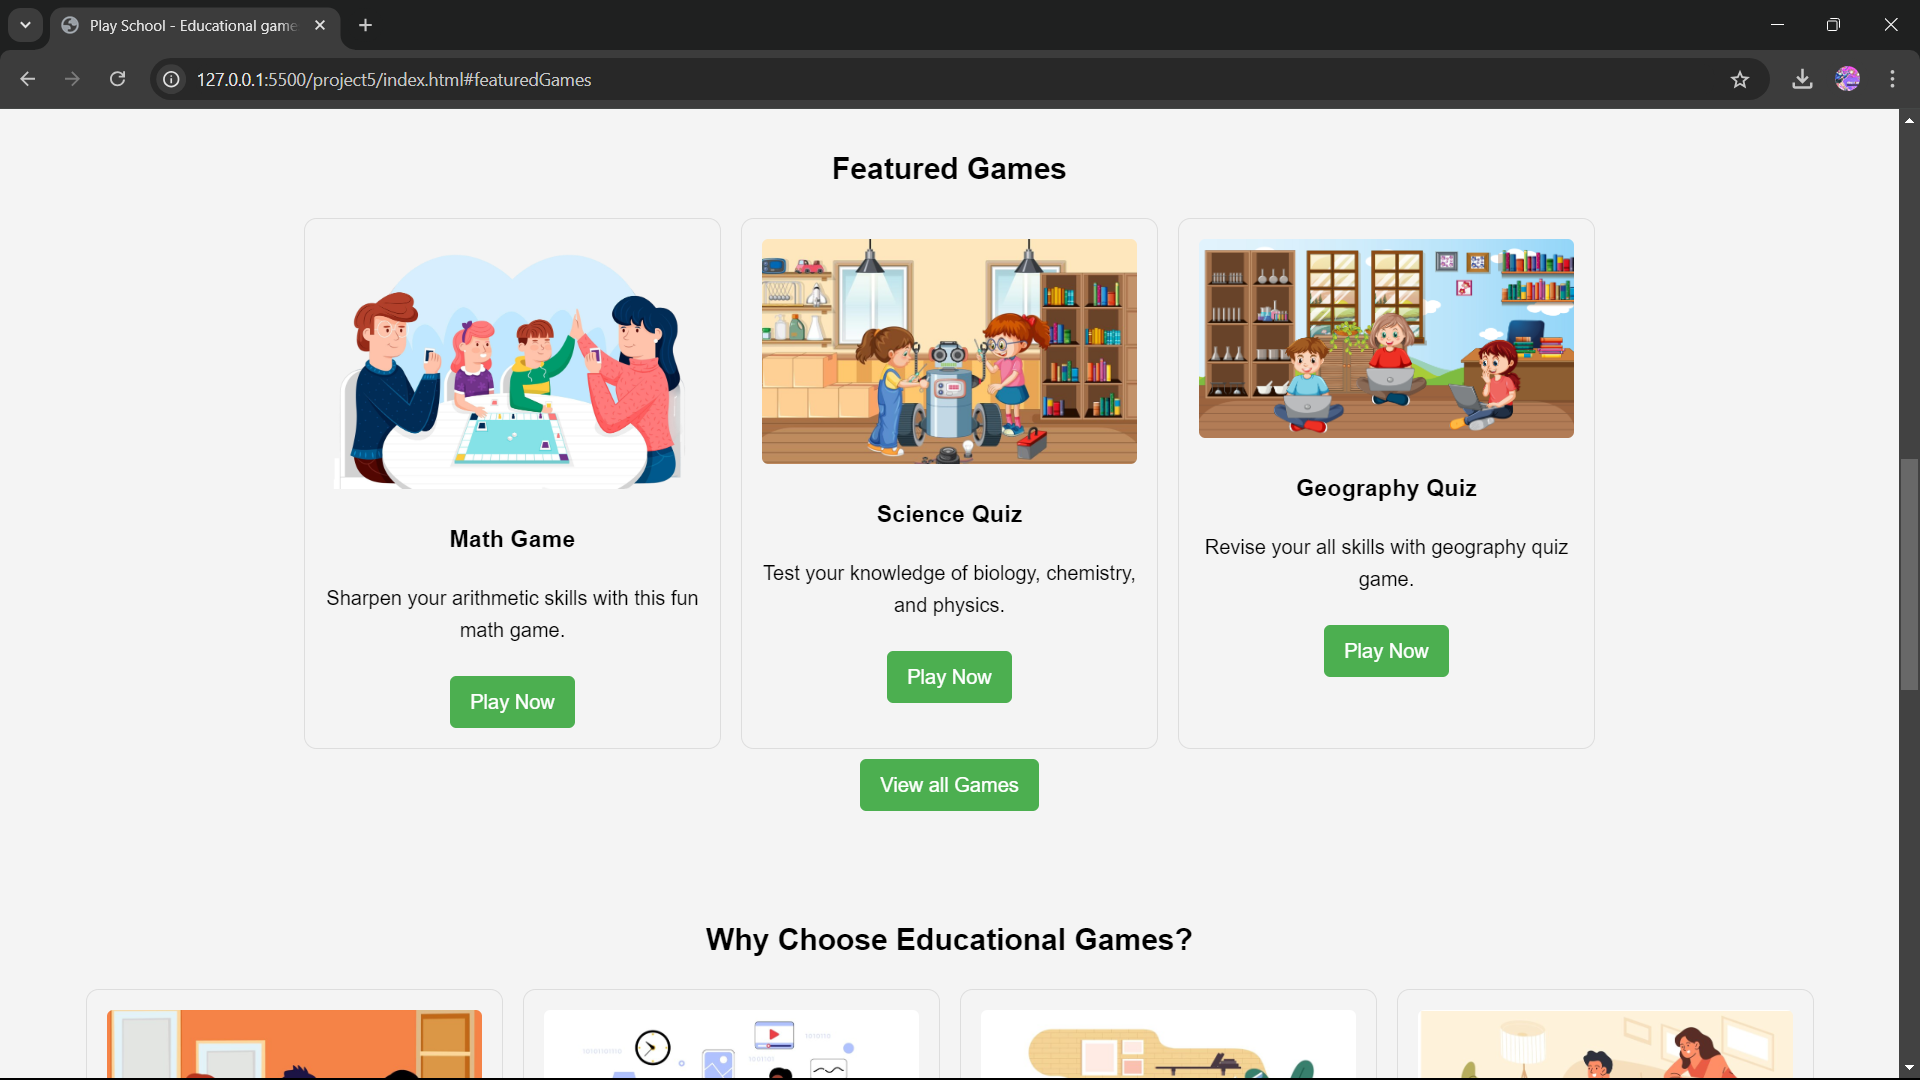 Play School - Educational game
127.0.0.1:5500/project5/index.html#featuredGames
Featured Games
Math Game
Sharpen your arithmetic skills with this fun
math game.
Play Now
Science Quiz
Test your knowledge of biology, chemistry,
and physics.
Play Now
Geography Quiz
Revise your all skills with geography quiz
game.
Play Now
View all Games
Why Choose Educational Games?